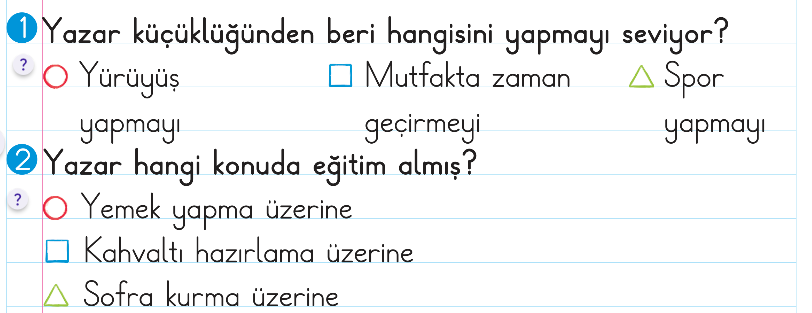 1 Yazar küçüklüğünden beri hangisini yapmayı seviyor?
? Yürüyüş Mutfakta zaman Spor
yapmayı geçirmeyi yapmayı
2 Yazar hangi konuda eğitim almış?
? Yemek yapma üzerine
Kahvaltı hazırlama üzerine
Sofra kurma üzerine